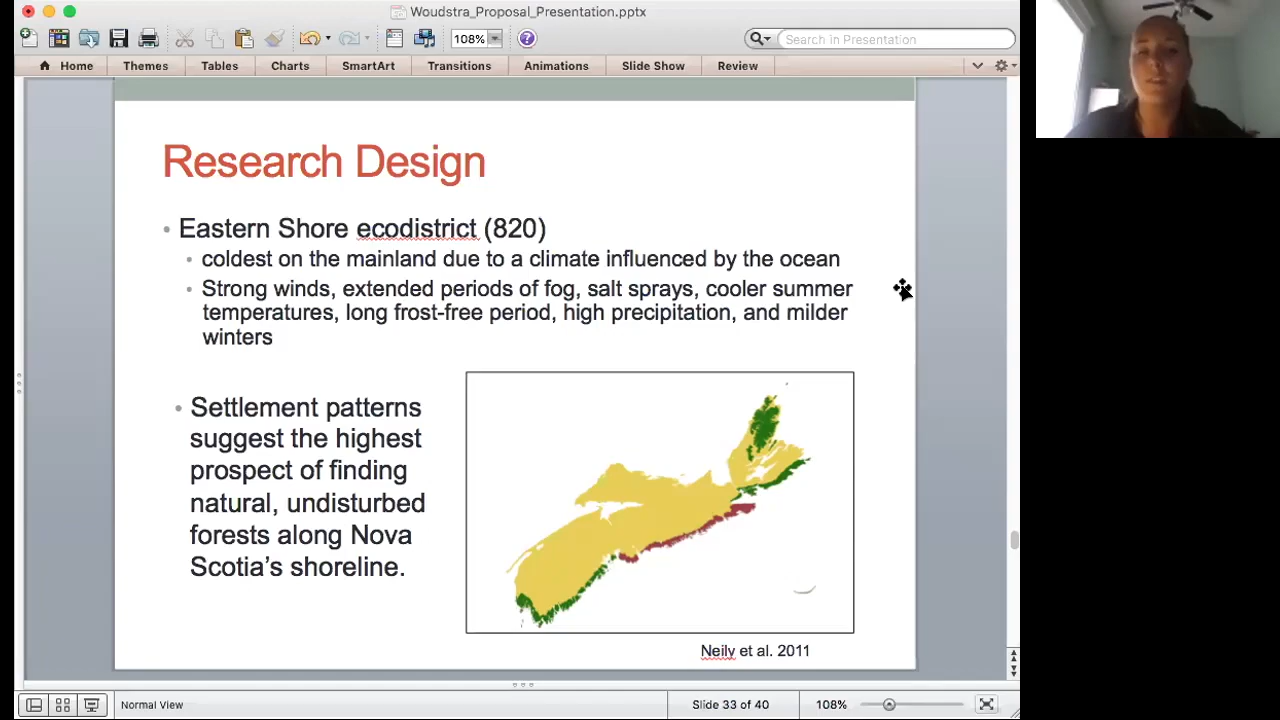 Woudstra_Proposal_Presentation.pptx
108%
Search in Presentation
Home Themes Tables Charts SmartArt Transitions Animations Slide Show Review
Research Design
• Eastern Shore ecodistrict (820)
• coldest on the mainland due to a climate influenced by the ocean
• Strong winds, extended periods of fog, salt sprays, cooler summer
temperatures, long frost-free period, high precipitation, and milder
winters
• Settlement patterns
suggest the highest
prospect of finding
natural, undisturbed
forests along Nova
Scotia’s shoreline.
Neily et al. 2011
Normal View Slide 33 of 40 108%